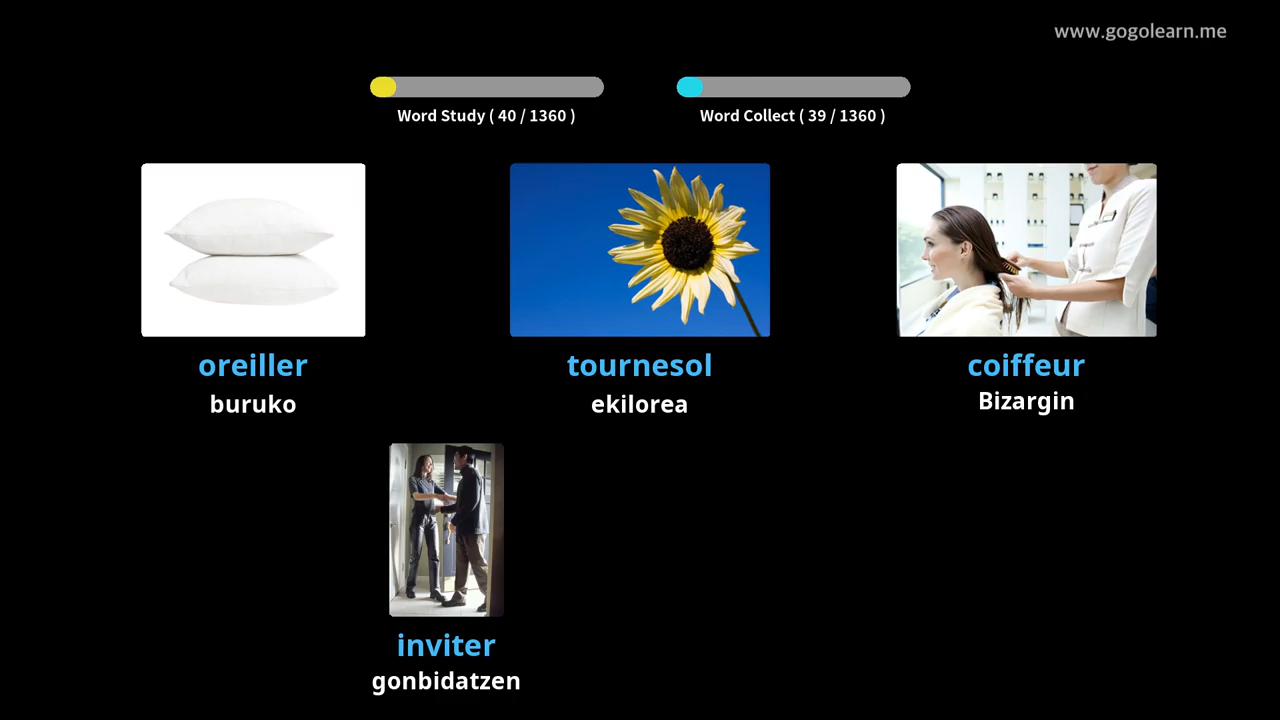 www.gogolearn.me
Word Study ( 40 / 1360 )
Word Collect ( 39 / 1360 )
oreiller
buruko
tournesol
ekilorea
coiffeur
Bizargin
inviter
gonbidatzen